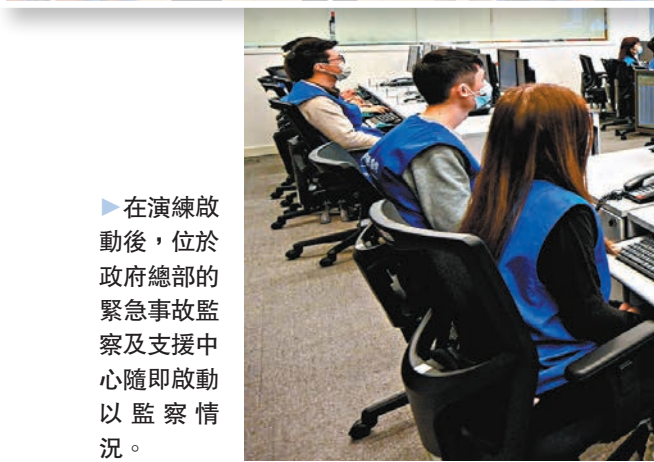 ▶在演練啟
動後，位於
政府總部的
緊急事故監
察及支援中
心隨即啟動
以監察情
況。